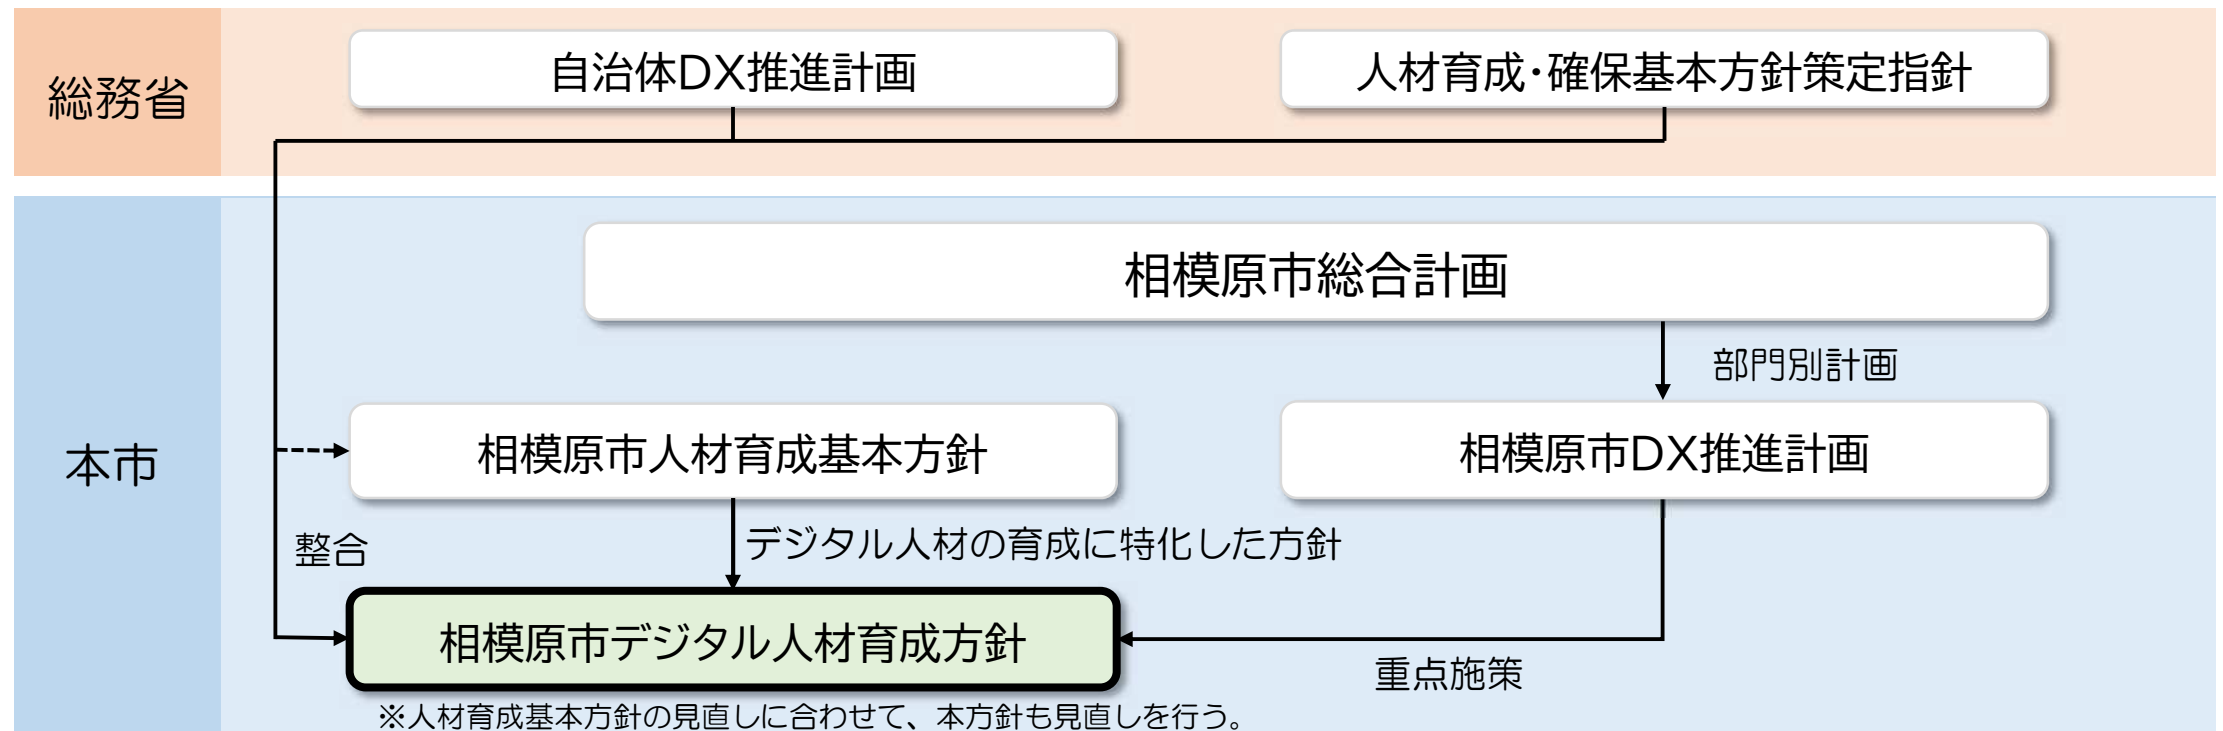 総務省
自治体DX推進計画
人材育成・確保基本方針策定指針
本市
相模原市総合計画
部門別計画
相模原市人材育成基本方針
相模原市DX推進計画
整合
デジタル人材の育成に特化した方針
相模原市デジタル人材育成方針
重点施策
※人材育成基本方針の見直しに合わせて、本方針も見直しを行う。